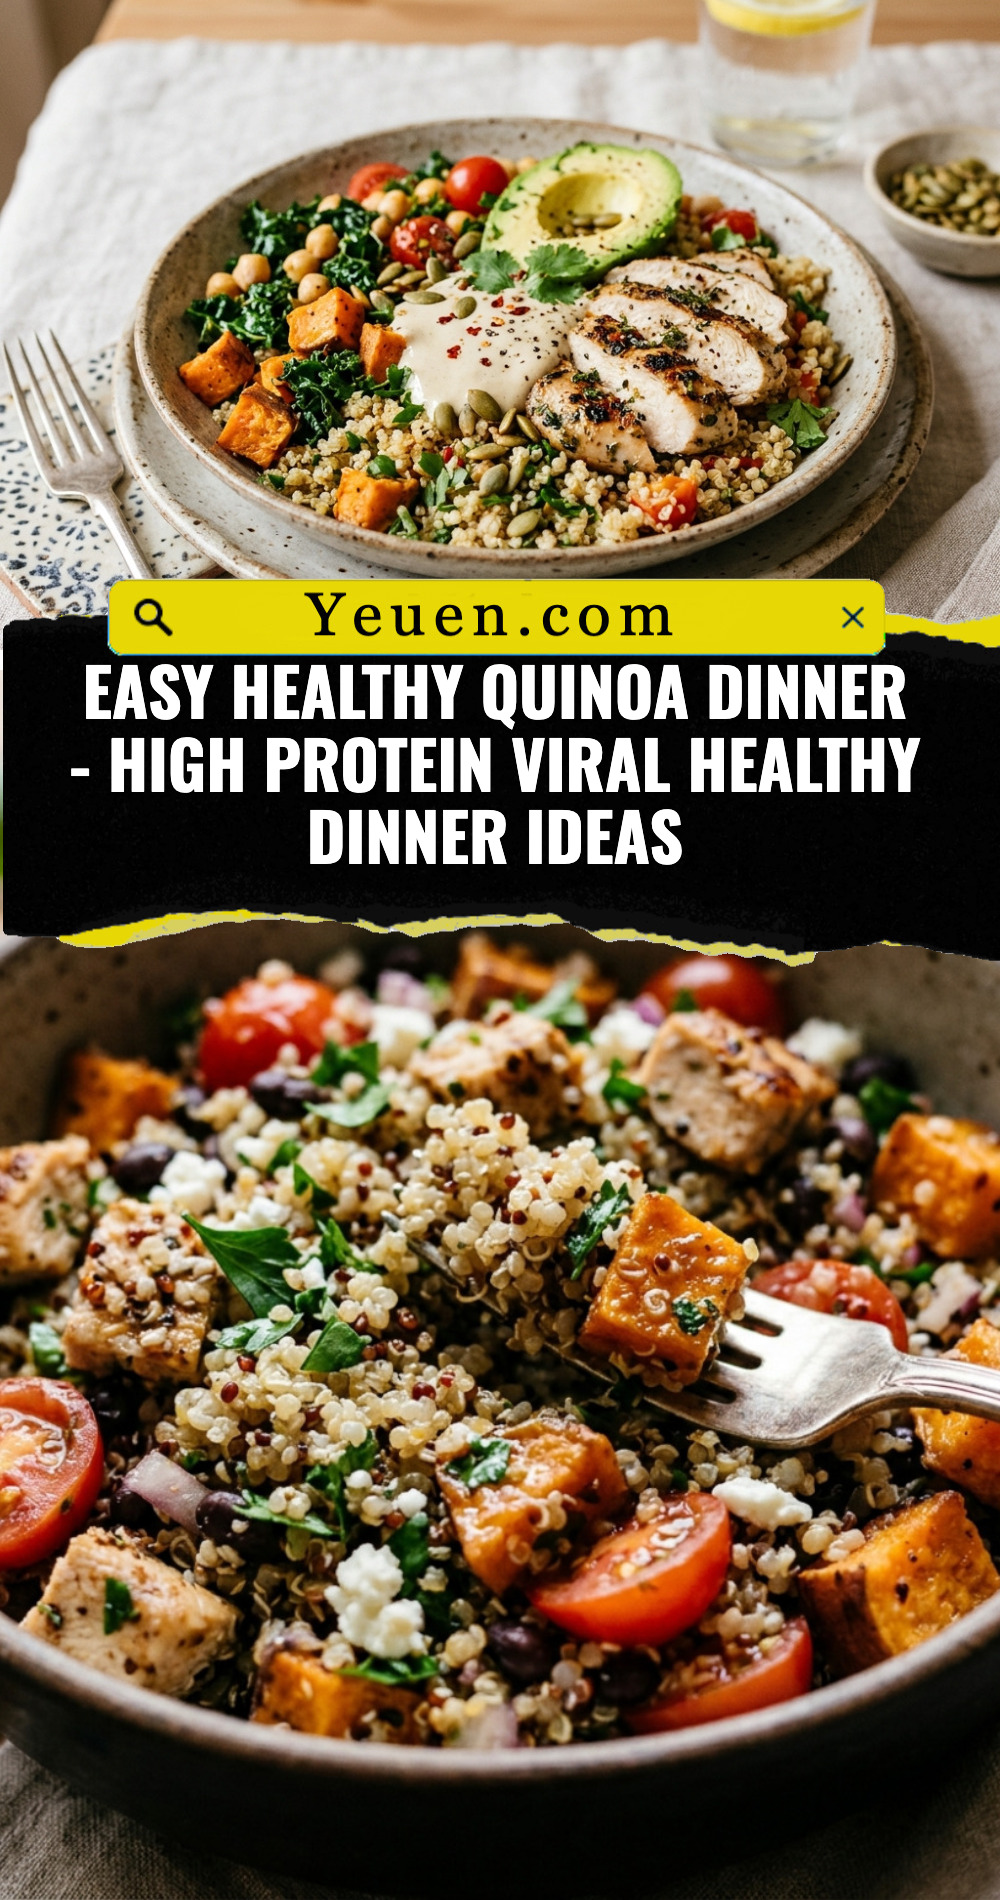 Yeuen.com
EASY HEALTHY QUINOA DINNER
- HIGH PROTEIN VIRAL HEALTHY
DINNER IDEAS